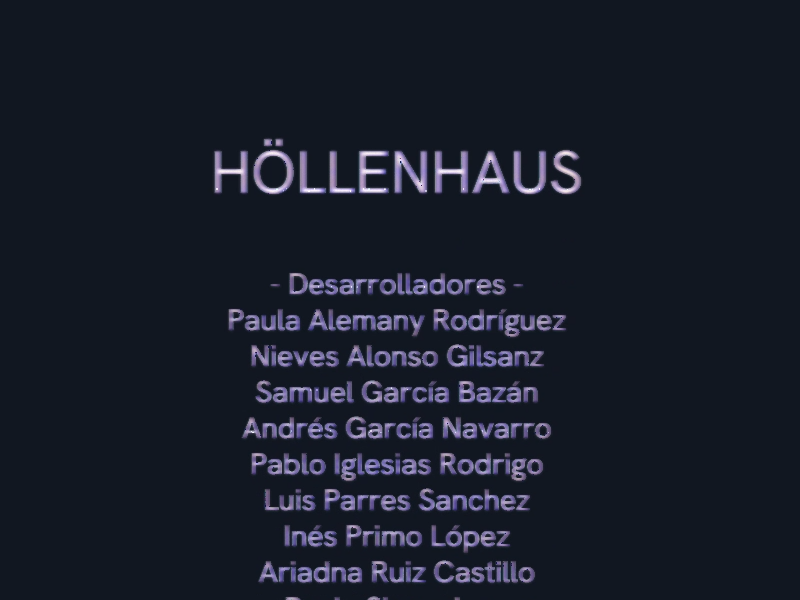 HÖLLENHAUS
- Desarrolladores -
Paula Alemany Rodríguez
Nieves Alonso Gilsanz
Samuel García Bazán
Andrés García Navarro
Pablo Iglesias Rodrigo
Luis Parres Sanchez
Inés Primo López
Ariadna Ruiz Castillo